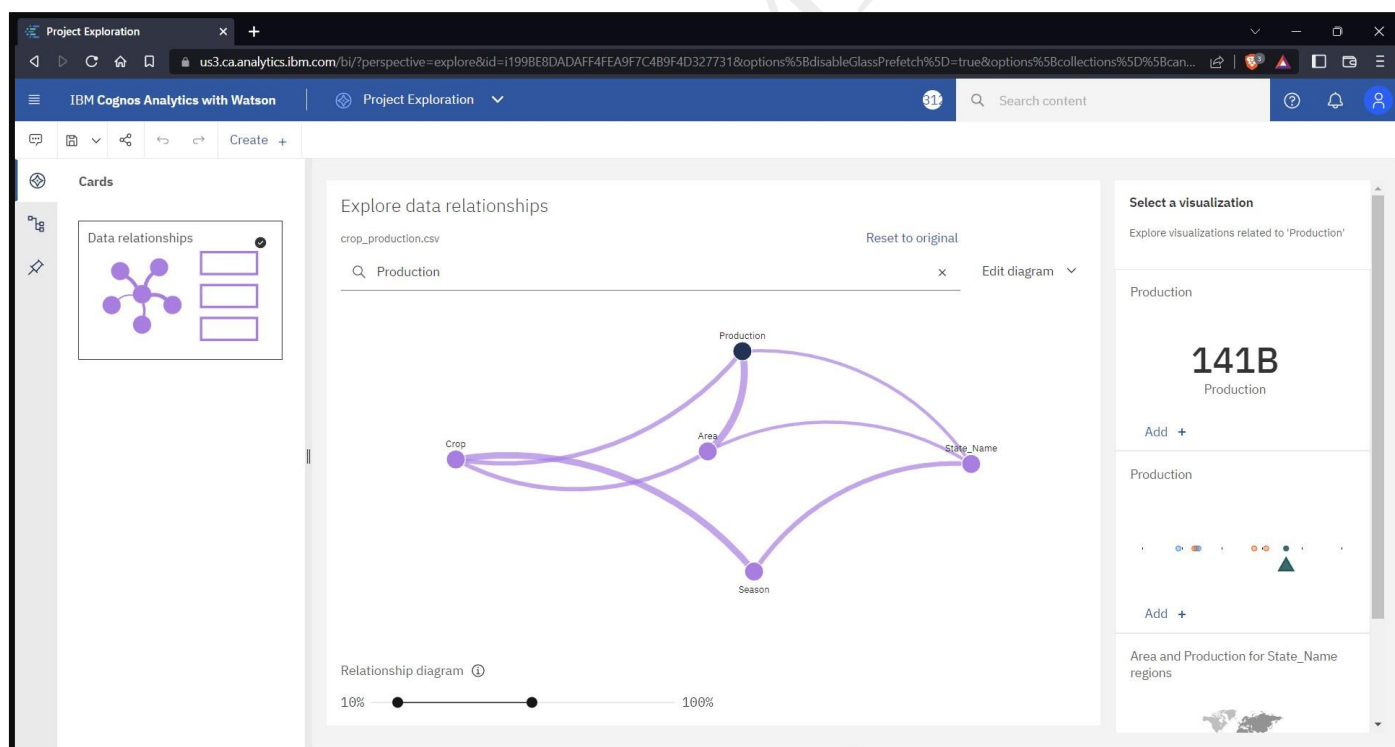 Project Exploration
us3.ca.analytics.ibm.com/bi/?perspective=explore&id=i199BE8DADAFF4FEA9F7C4B9F4D327731&options%5BdisableGlassPrefetch%5D=true&options%5Bcollections%5D%5Bcan...
IBM Cognos Analytics with Watson
Project Exploration
Search content
Create +
Cards
Data relationships
Explore data relationships
crop_production.csv
Reset to original
Production
Edit diagram
Production
Crop
Area
State_Name
Season
Relationship diagram
10%
100%
Select a visualization
Explore visualizations related to 'Production'
Production
141B
Production
Add +
Production
Add +
Area and Production for State_Name
regions